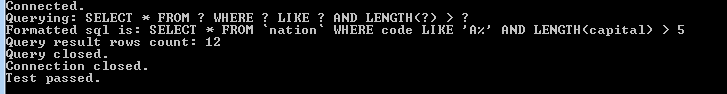 Connected.
Querying: SELECT * FROM ? WHERE ? LIKE ? AND LENGTH(?) > ?
Formatted sql is: SELECT * FROM `nation` WHERE code LIKE 'A%' AND LENGTH(capital) > 5
Query result rows count: 12
Query closed.
Connection closed.
Test passed.